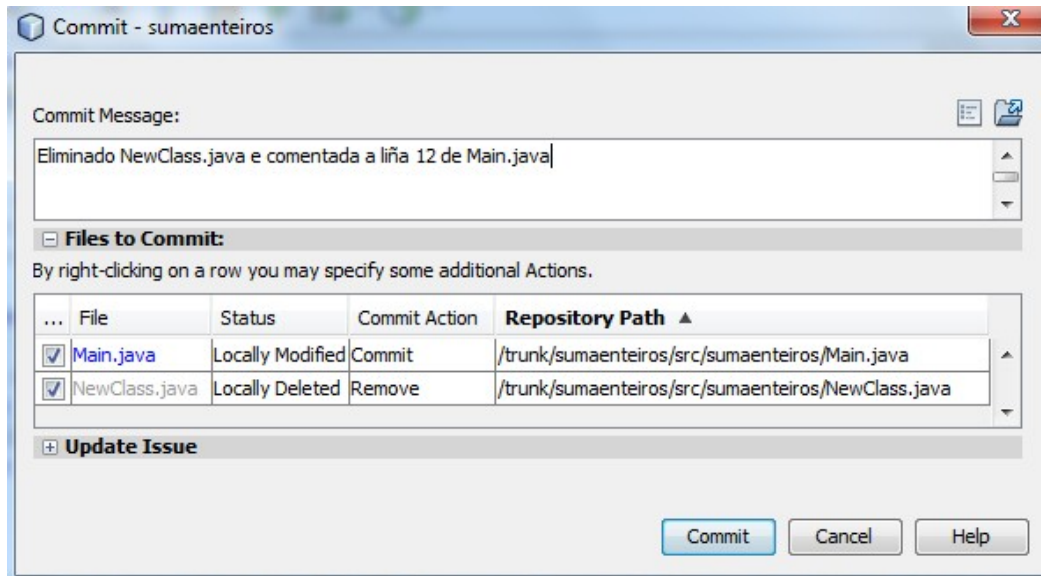 Commit - sumaenteiros
Commit Message:
Eliminado NewClass.java e comentada a liña 12 de Main.java
Files to Commit:
By right-clicking on a row you may specify some additional Actions.
... File Status Commit Action Repository Path
Main.java Locally Modified Commit /trunk/sumaenteiros/src/sumaenteiros/Main.java
NewClass.java Locally Deleted Remove /trunk/sumaenteiros/src/sumaenteiros/NewClass.java
Update Issue
Commit Cancel Help